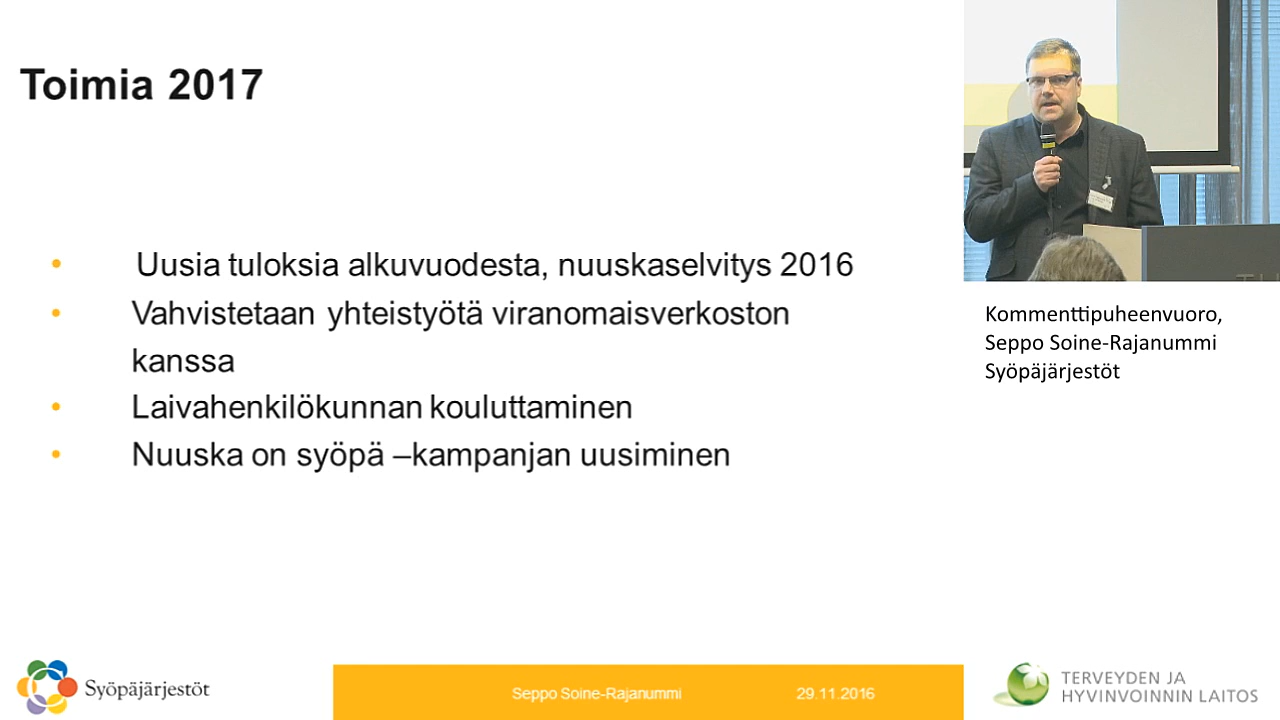 Toimia 2017
• Uusia tuloksia alkuvuodesta, nuuskaselvitys 2016
• Vahvistetaan yhteistyötä viranomaisverkoston
kanssa
• Laivahenkilökunnan kouluttaminen
• Nuuska on syöpä –kampanjan uusiminen
Kommenttipuheenvuoro,
Seppo Soine-Rajanummi
Syöpäjärjestöt
Syöpäjärjestöt
Seppo Soine-Rajanummi 29.11.2016
TERVEYDEN JA
HYVINVOINNIN LAITOS